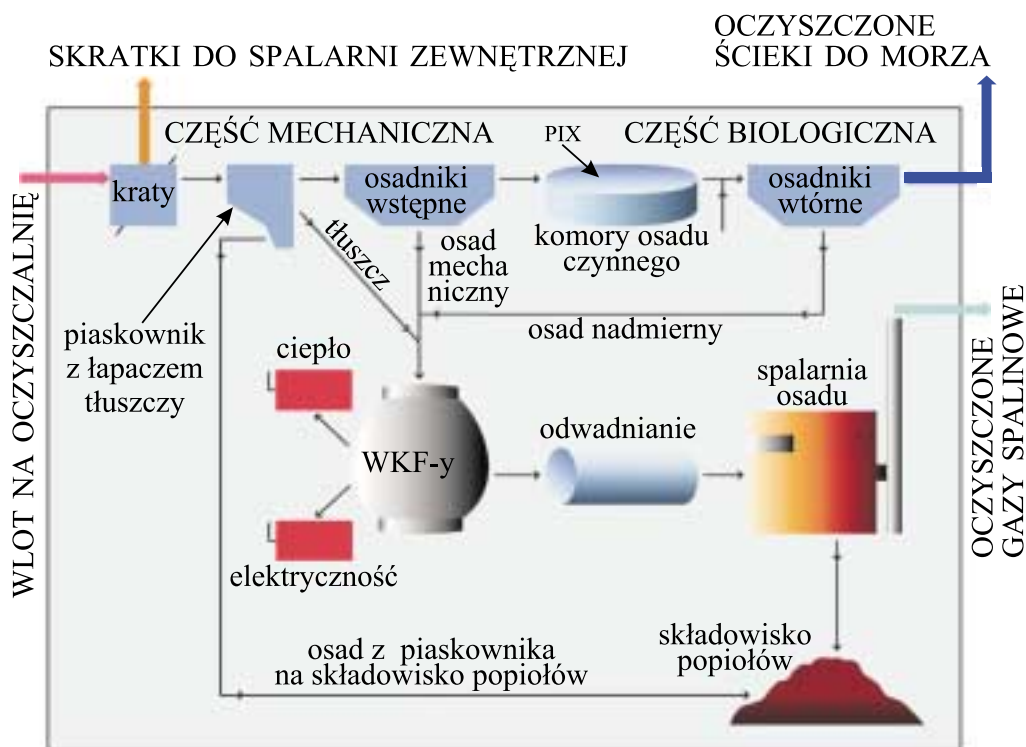 OCZYSZCZONE
ŚCIEKI DO MORZA
SKRATKI DO SPALARNI ZEWNĘTRZNEJ
CZĘŚĆ MECHANICZNA
PIX
CZĘŚĆ BIOLOGICZNA
WLOT NA OCZYSZCZALNIĘ
kraty
osadniki
wstępne
osadniki
wtórne
komory osadu
czynnego
tłuszcz
osad
mecha
niczny
osad nadmierny
piaskownik
z łapaczem
tłuszczy
ciepło
spalarnia
osadu
OCZYSZCZONE
GAZY SPALINOWE
odwadnianie
WKF-y
elektryczność
osad z piaskownika
na składowisko popiołów
składowisko
popiołów